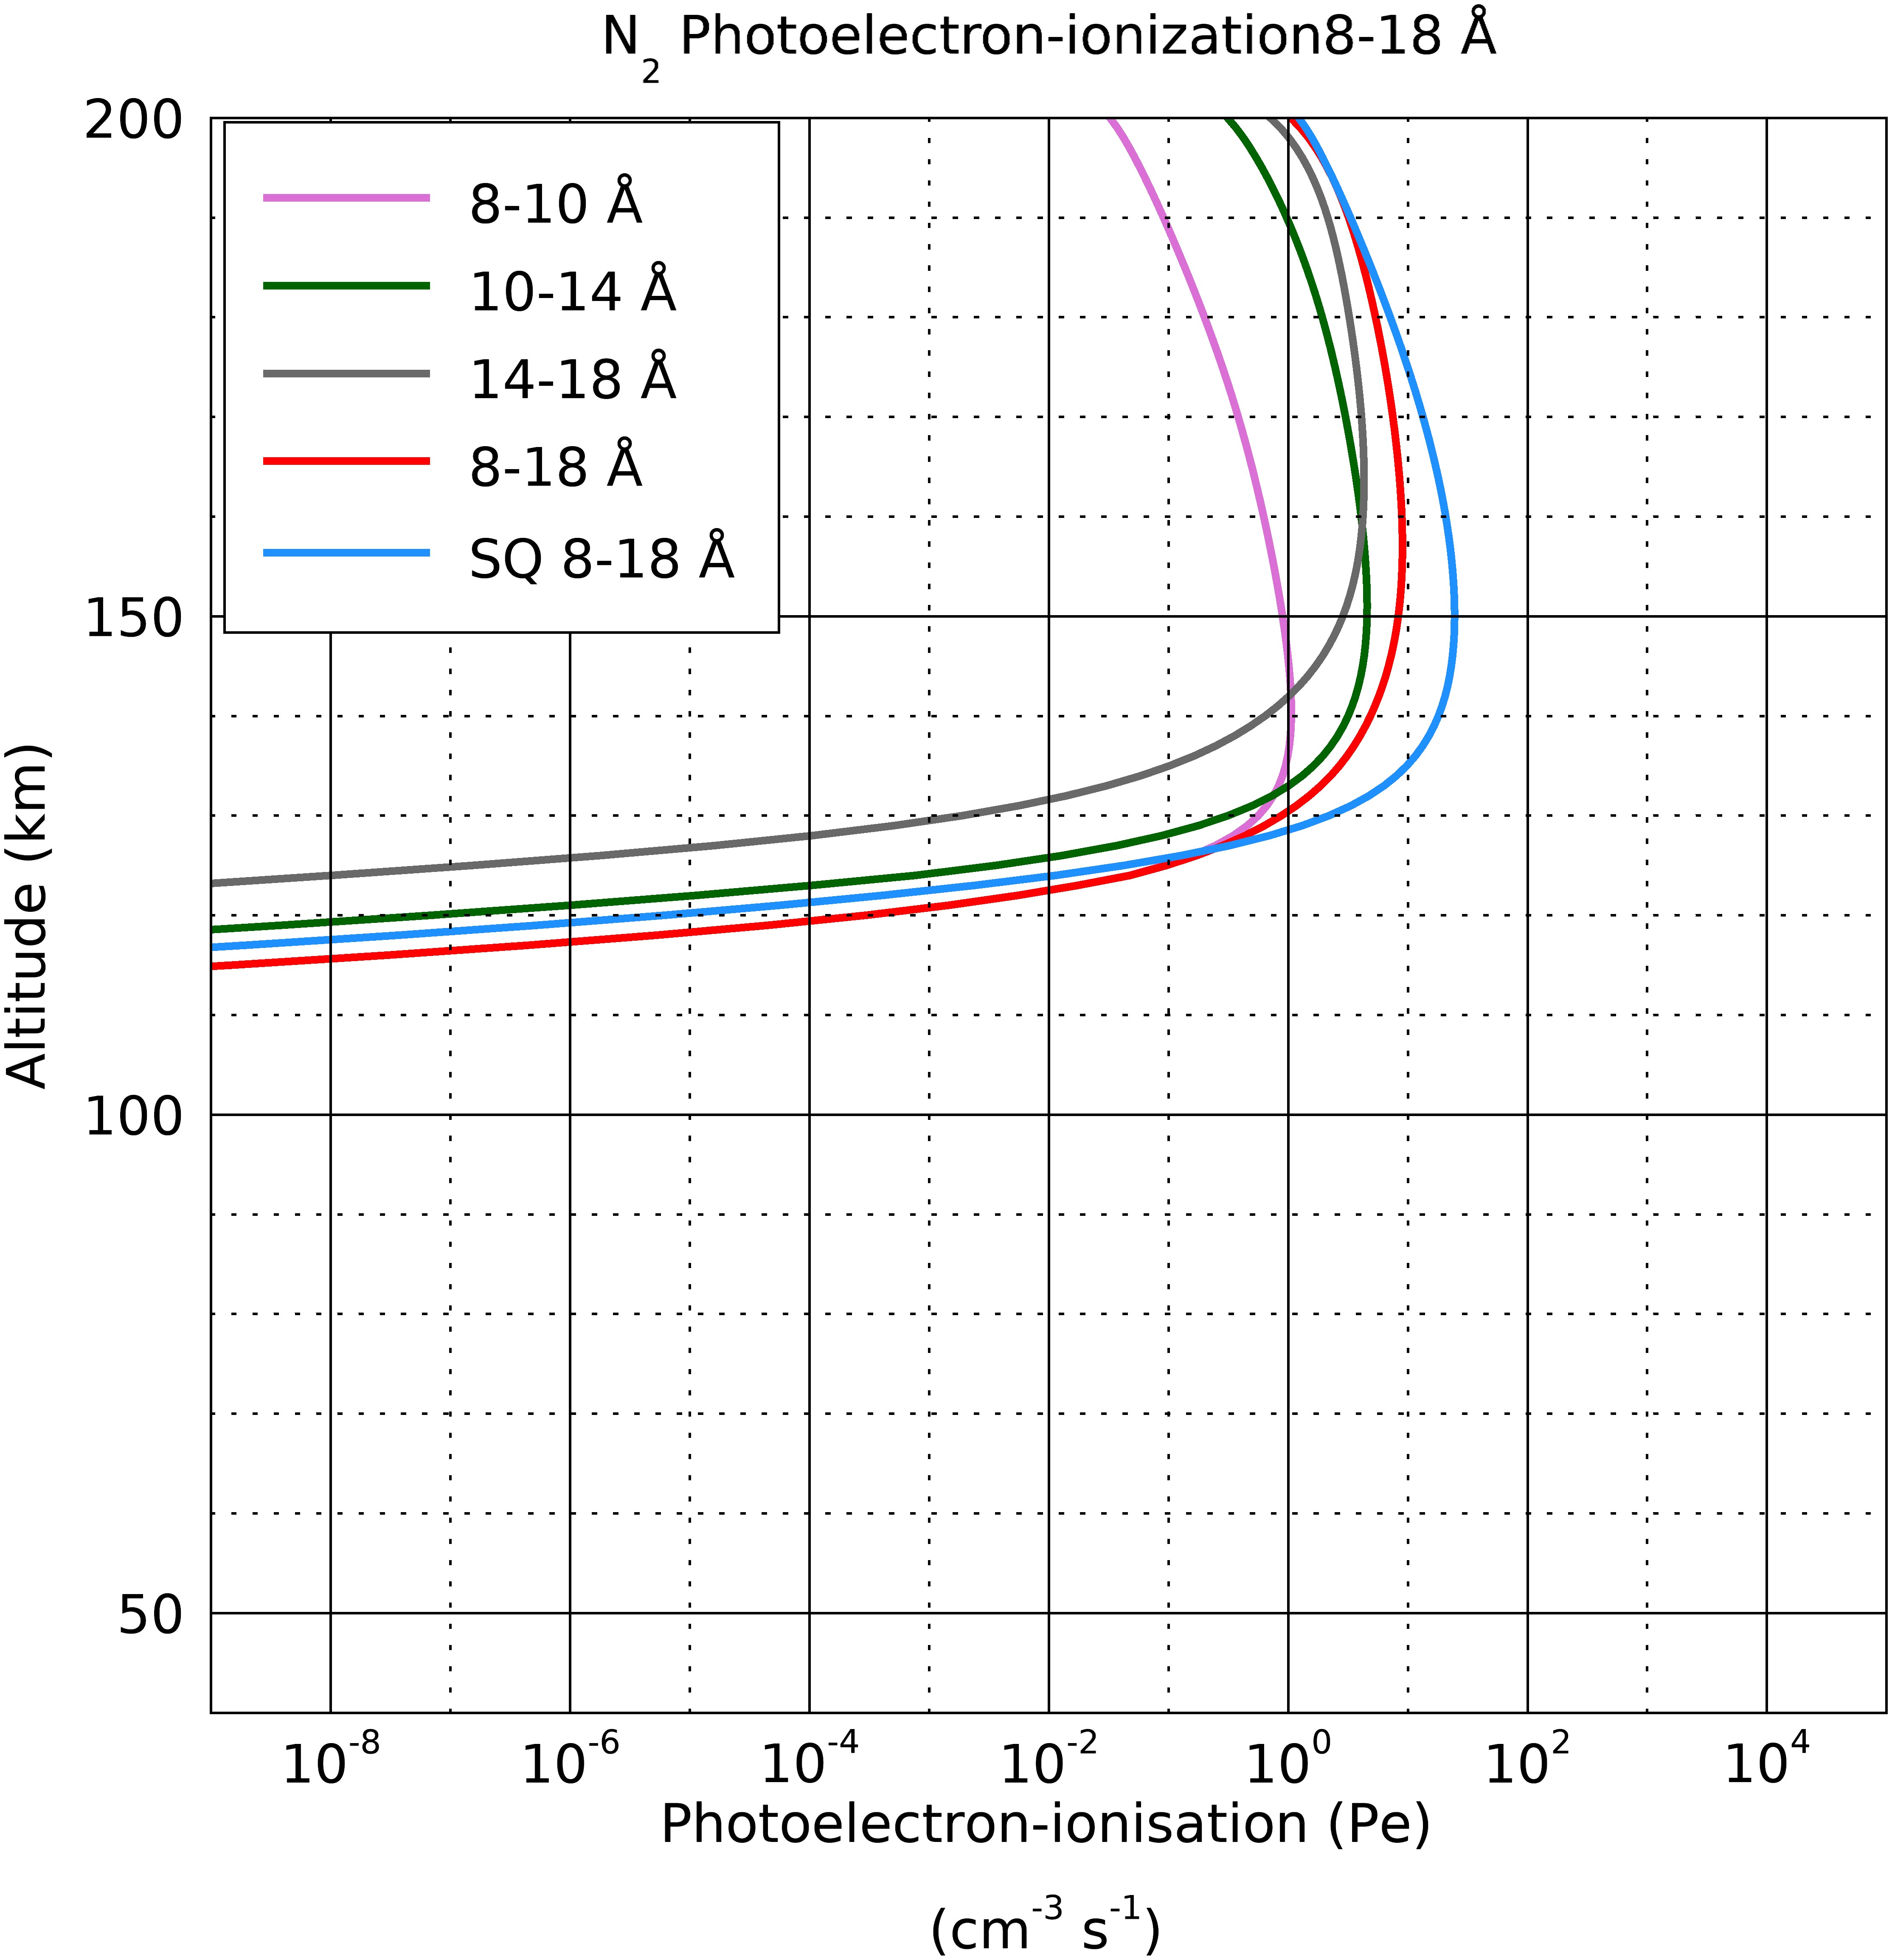 N₂ Photoelectron-ionization8-18 Å
200
8-10 Å
10-14 Å
14-18 Å
8-18 Å
SQ 8-18 Å
150
Altitude (km)
100
50
10⁻⁸ 10⁻⁶ 10⁻⁴ 10⁻² 10⁰ 10² 10⁴
Photoelectron-ionisation (Pe)
(cm⁻³ s⁻¹)